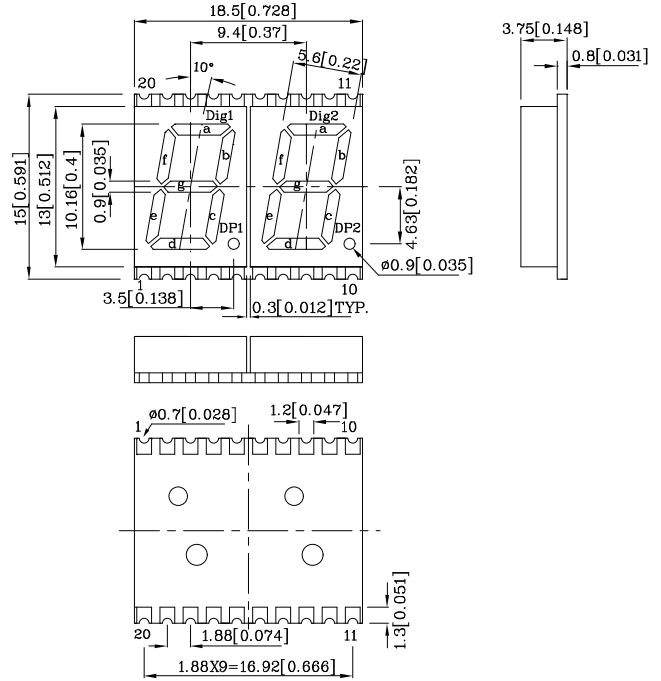 18.5[0.728]
3.75[0.148]
9.4[0.37]
0.8[0.031]
5.6[0.22]
10°
20
11
Dig1
Dig2
a
a
f
b
f
b
g
g
e
c
e
c
d
d
DP1
DP2
15[0.591]
13[0.512]
10.16[0.4]
0.9[0.035]
4.63[0.182]
ø0.9[0.035]
1
10
3.5[0.138]
0.3[0.012]TYP.
ø0.7[0.028]
1.2[0.047]
1
10
20
11
1.88[0.074]
1.3[0.051]
1.88X9=16.92[0.666]